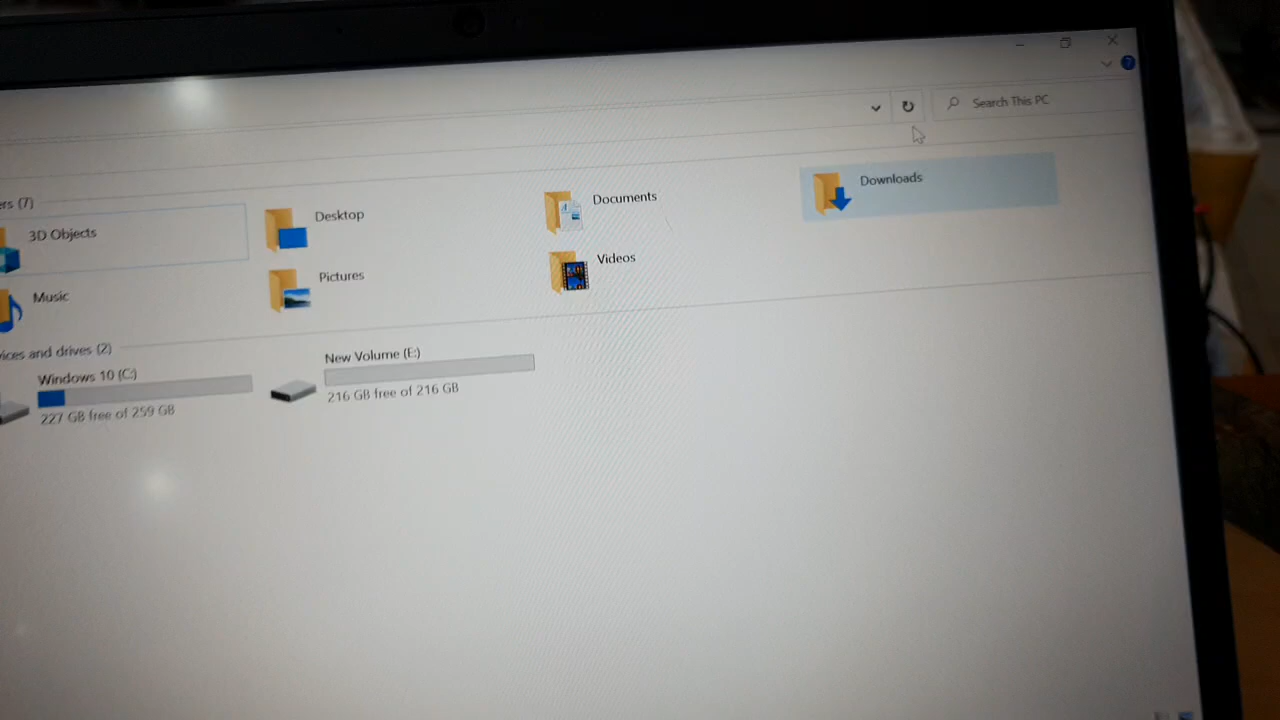 Search This PC
ers (7)
3D Objects
Desktop
Documents
Downloads
Music
Pictures
Videos
ices and drives (2)
Windows 10 (C:)
227 GB free of 259 GB
New Volume (E:)
216 GB free of 216 GB